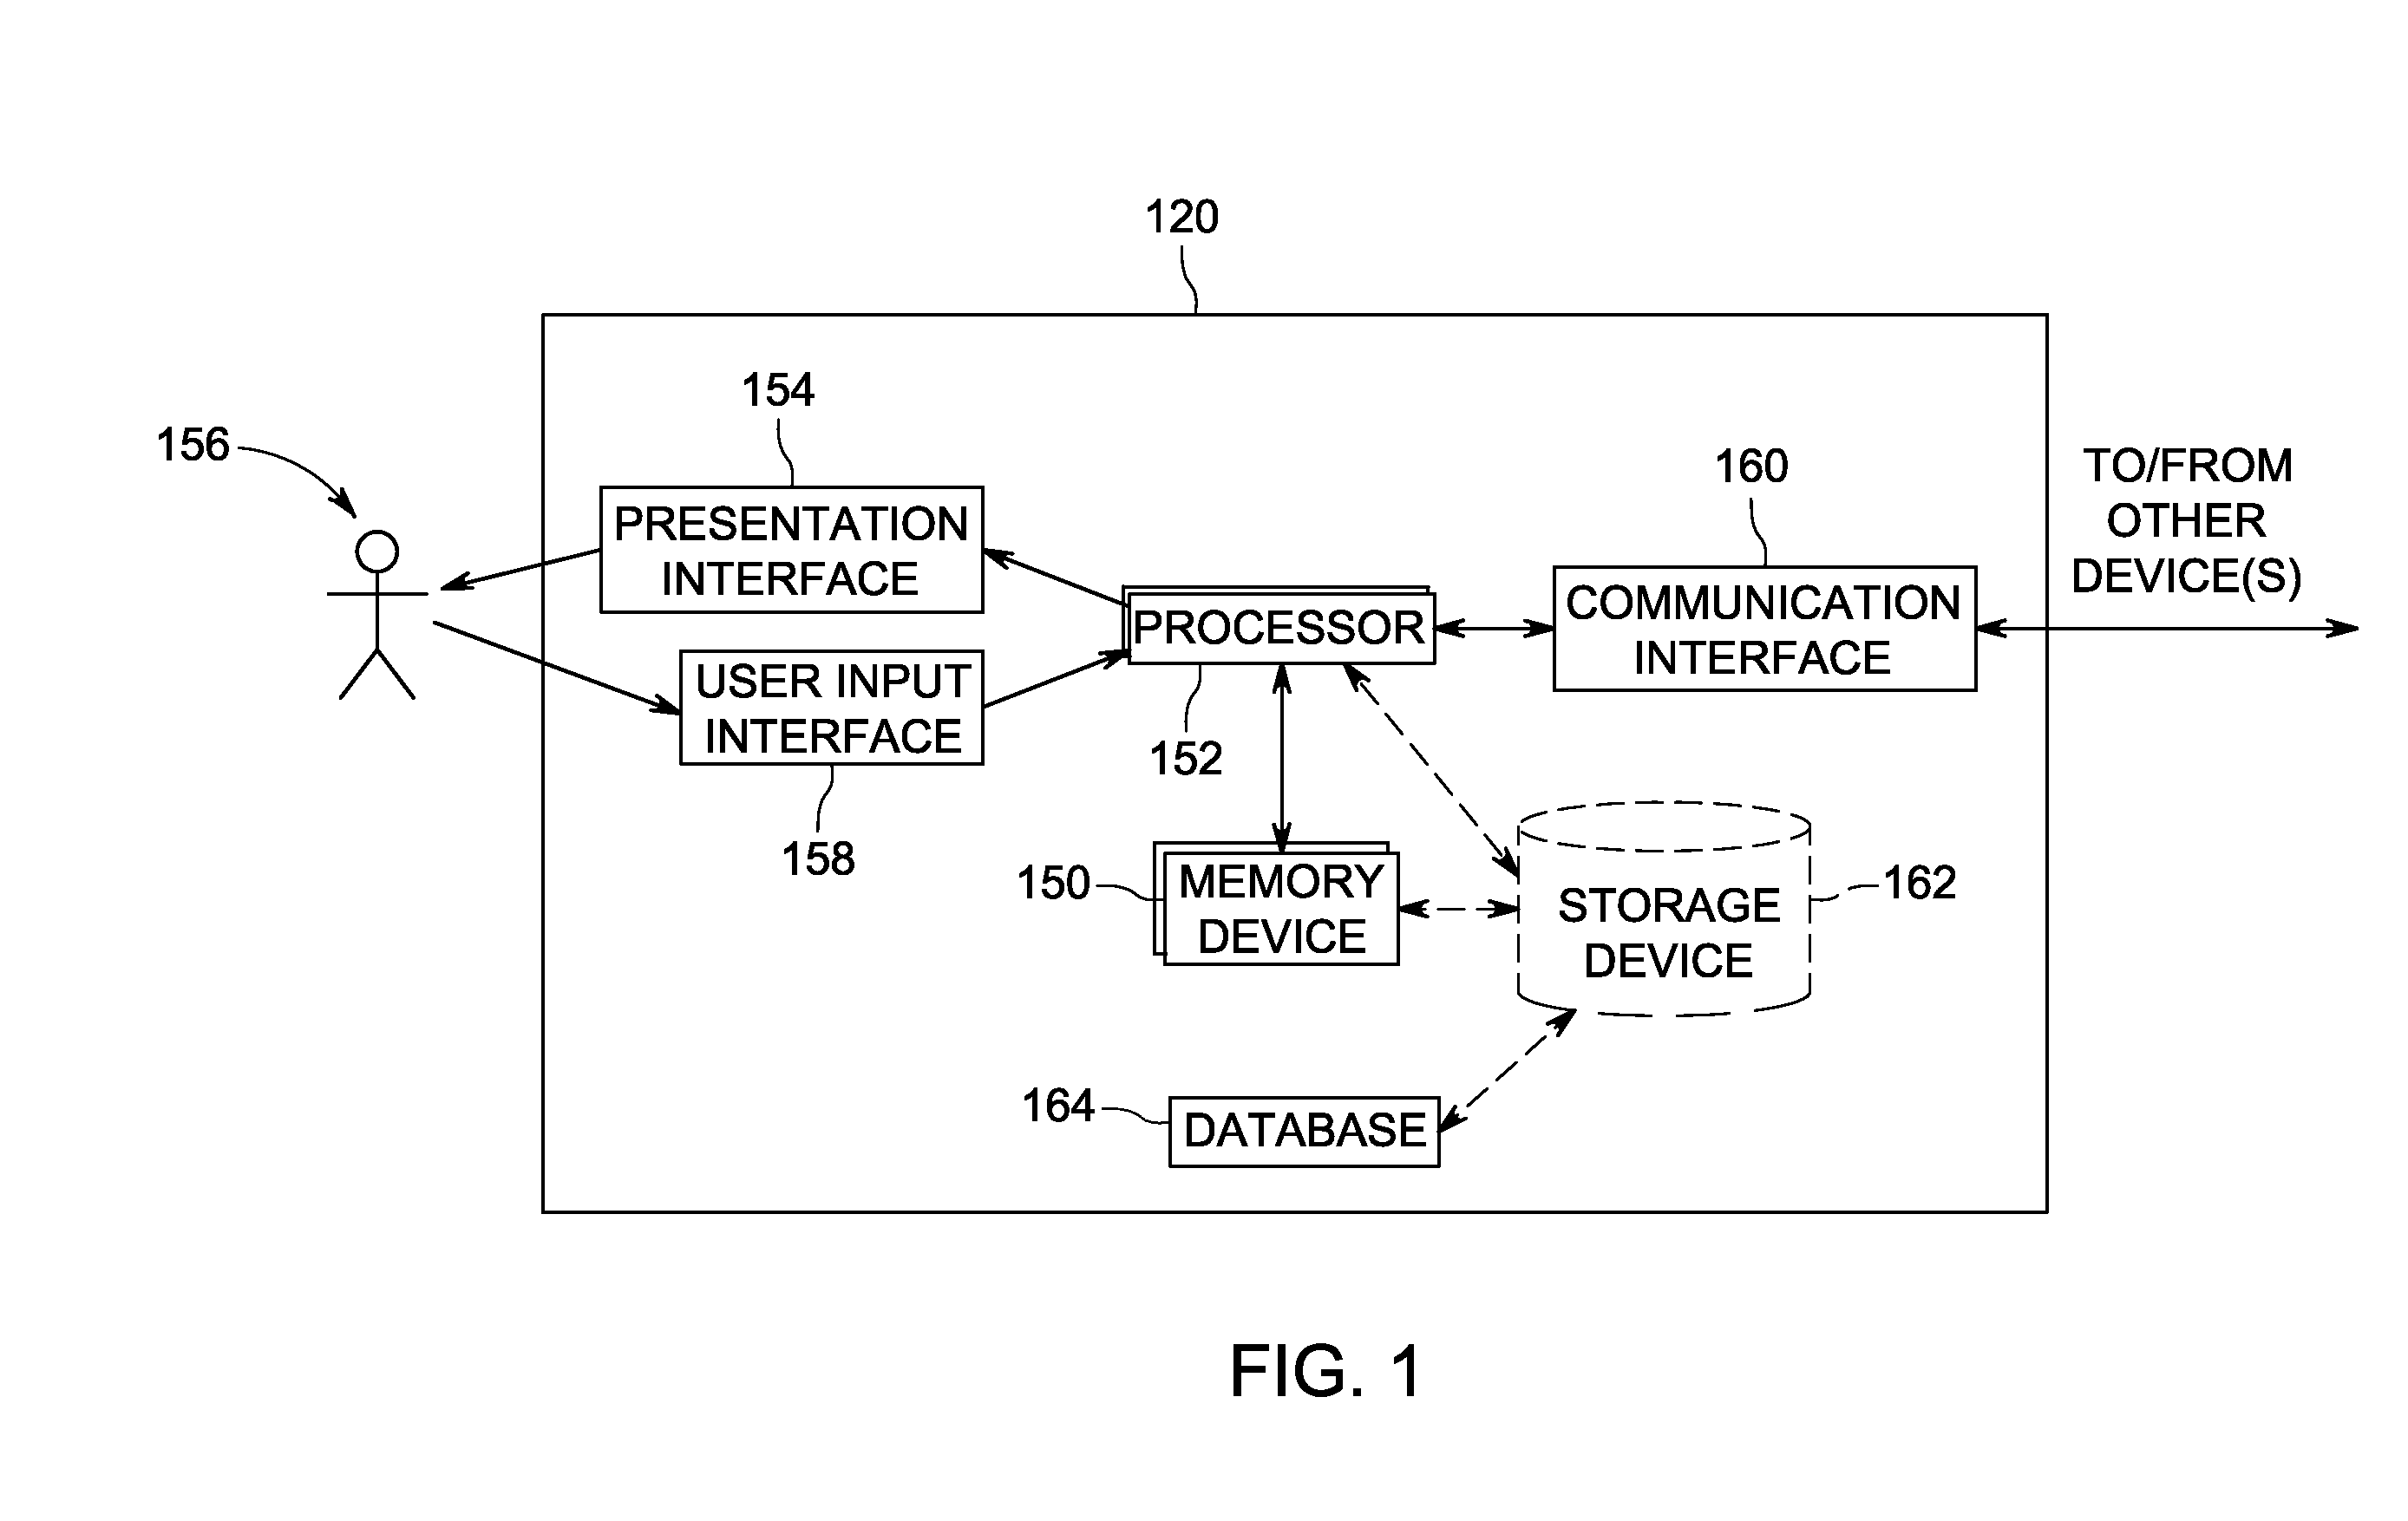 120
154
156
PRESENTATION
INTERFACE
160
TO/FROM
OTHER
DEVICE(S)
COMMUNICATION
INTERFACE
PROCESSOR
USER INPUT
INTERFACE
152
158
150
MEMORY
DEVICE
STORAGE
DEVICE
162
164
DATABASE
FIG. 1